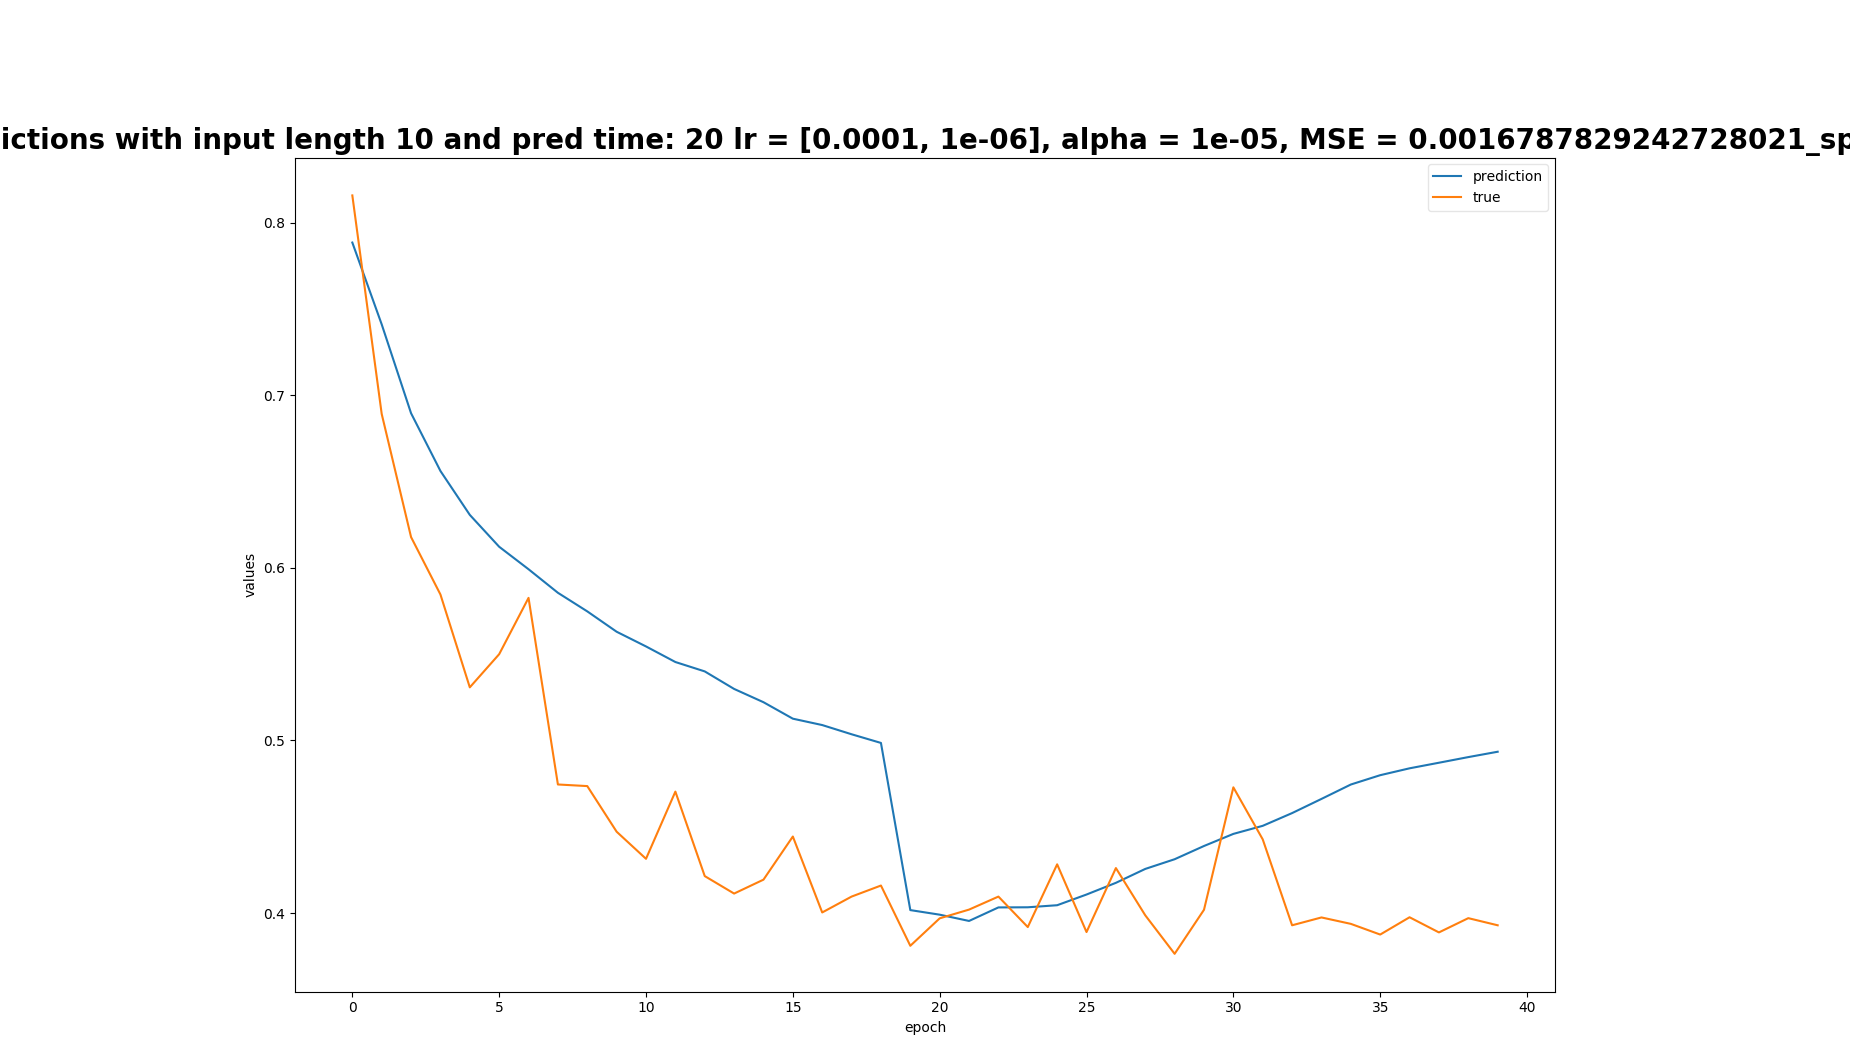 ictions with input length 10 and pred time: 20 lr = [0.0001, 1e-06], alpha = 1e-05, MSE = 0.0016787829242728021_sp
prediction
true
0.8
0.7
0.6
0.5
0.4
values
0 5 10 15 20 25 30 35 40
epoch